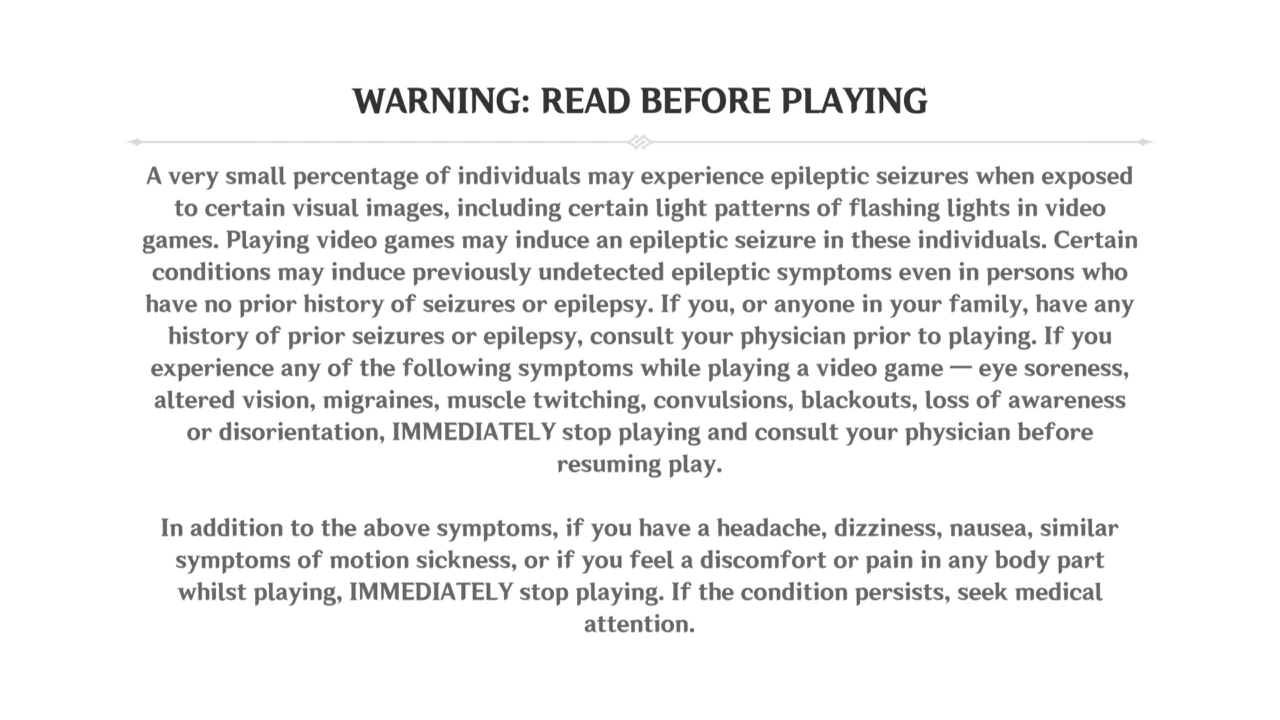 WARNING: READ BEFORE PLAYING
A very small percentage of individuals may experience epileptic seizures when exposed
to certain visual images, including certain light patterns of flashing lights in video
games. Playing video games may induce an epileptic seizure in these individuals. Certain
conditions may induce previously undetected epileptic symptoms even in persons who
have no prior history of seizures or epilepsy. If you, or anyone in your family, have any
history of prior seizures or epilepsy, consult your physician prior to playing. If you
experience any of the following symptoms while playing a video game — eye soreness,
altered vision, migraines, muscle twitching, convulsions, blackouts, loss of awareness
or disorientation, IMMEDIATELY stop playing and consult your physician before
resuming play.
In addition to the above symptoms, if you have a headache, dizziness, nausea, similar
symptoms of motion sickness, or if you feel a discomfort or pain in any body part
whilst playing, IMMEDIATELY stop playing. If the condition persists, seek medical
attention.